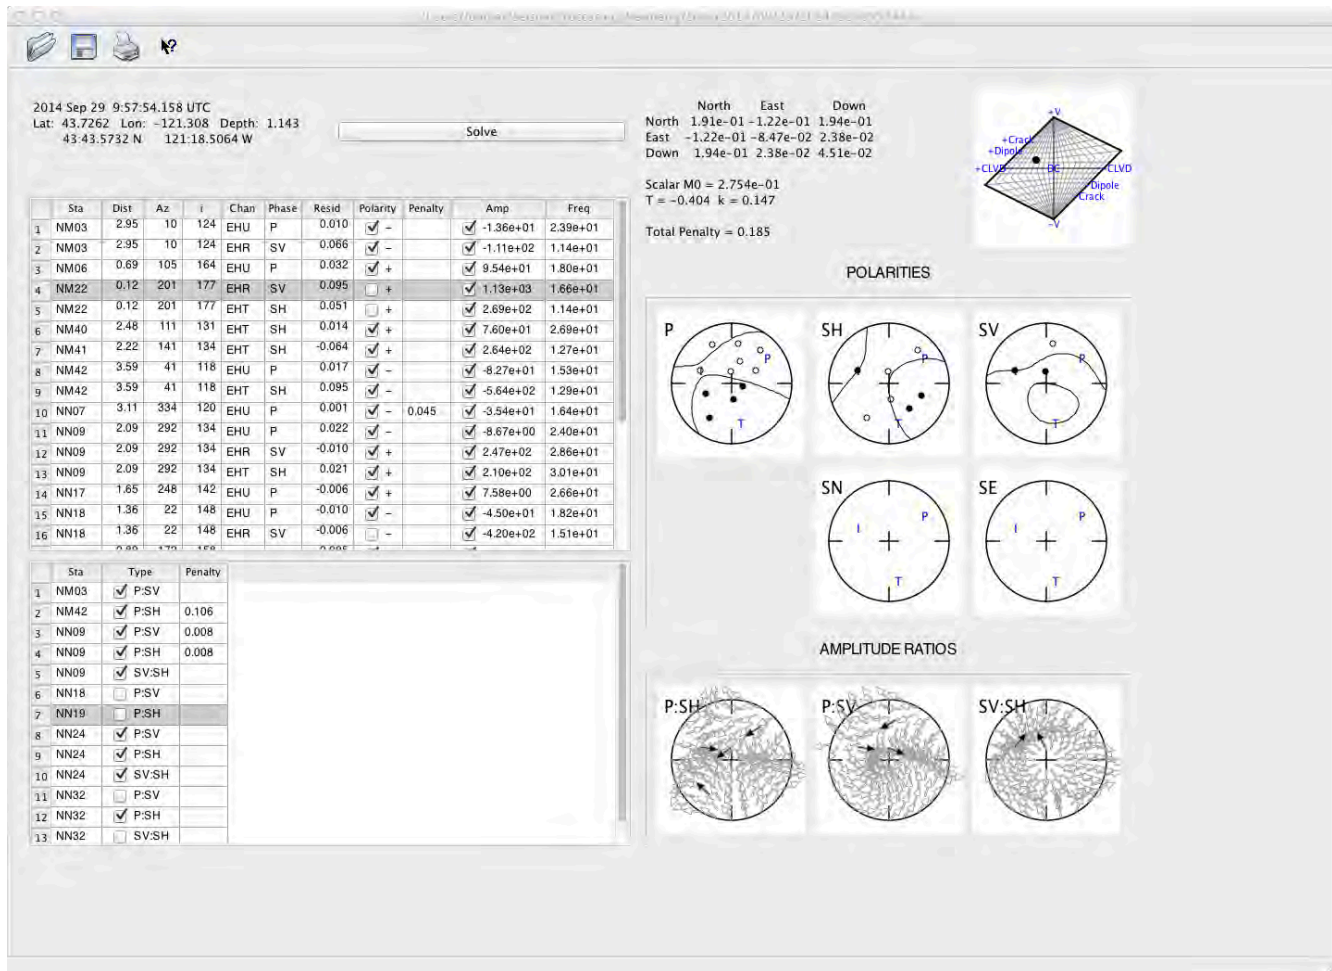 2014 Sep 29 9:57:54.158 UTC
Lat: 43.7262 Lon: -121.308 Depth: 1.143
43:43.5732 N 121:18.5064 W
Solve
North East Down
North 1.91e-01 -1.22e-01 1.94e-01
East -1.22e-01 -8.47e-02 2.38e-02
Down 1.94e-01 2.38e-02 4.51e-02
Scalar M0 = 2.754e-01
T = -0.404 k = 0.147
Total Penalty = 0.185
+V
+Crack
+Dipole
+CLVD DC -CLVD
Dipole
Crack
-V
Sta Dist Az i Chan Phase Resid Polarity Penalty Amp Freq
1 NM03 2.95 10 124 EHU P 0.010 - -1.36e+01 2.39e+01
2 NM03 2.95 10 124 EHR SV 0.066 - -1.11e+02 1.14e+01
3 NM06 0.69 105 164 EHU P 0.032 + 9.54e+01 1.80e+01
4 NM22 0.12 201 177 EHR SV 0.095 + 1.13e+03 1.66e+01
5 NM22 0.12 201 177 EHT SH 0.051 + 2.69e+02 1.14e+01
6 NM40 2.48 111 131 EHT SH 0.014 + 7.60e+01 2.69e+01
7 NM41 2.22 141 134 EHT SH -0.064 + 2.64e+02 1.27e+01
8 NM42 3.59 41 118 EHU P 0.017 - -8.27e+01 1.53e+01
9 NM42 3.59 41 118 EHT SH 0.095 - -5.64e+02 1.29e+01
10 NN07 3.11 334 120 EHU P 0.001 - 0.045 -3.54e+01 1.64e+01
11 NN09 2.09 292 134 EHU P 0.022 - -8.67e+00 2.40e+01
12 NN09 2.09 292 134 EHR SV -0.010 + 2.47e+02 2.86e+01
13 NN09 2.09 292 134 EHT SH 0.021 + 2.10e+02 3.01e+01
14 NN17 1.65 248 142 EHU P -0.006 + 7.58e+00 2.66e+01
15 NN18 1.36 22 148 EHU P -0.010 - -4.50e+01 1.82e+01
16 NN18 1.36 22 148 EHR SV -0.006 - -4.20e+02 1.51e+01
Sta Type Penalty
1 NM03 P:SV
2 NM42 P:SH 0.106
3 NN09 P:SV 0.008
4 NN09 P:SH 0.008
5 NN09 SV:SH
6 NN18 P:SV
7 NN19 P:SH
8 NN24 P:SV
9 NN24 P:SH
10 NN24 SV:SH
11 NN32 P:SV
12 NN32 P:SH
13 NN32 SV:SH
POLARITIES
P SH SV
P P P
T T T
SN SE
I P I P
T T
AMPLITUDE RATIOS
P:SH P:SV SV:SH